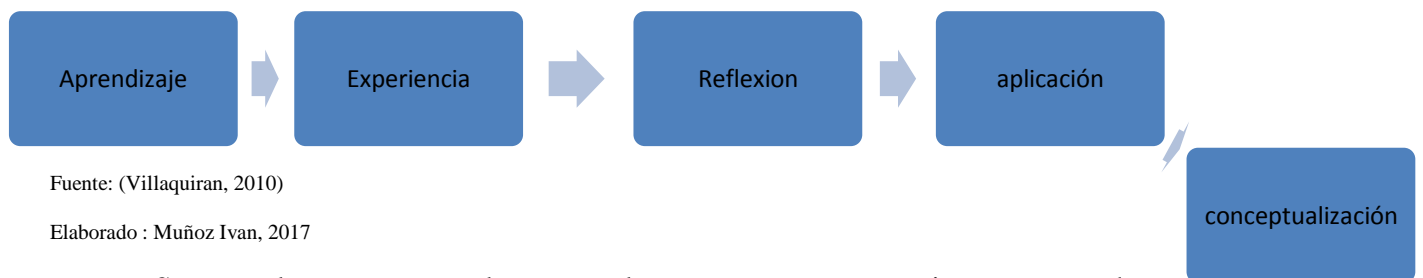 Aprendizaje
Experiencia
Reflexion
aplicación
conceptualización
Fuente: (Villaquiran, 2010)
Elaborado : Muñoz Ivan, 2017